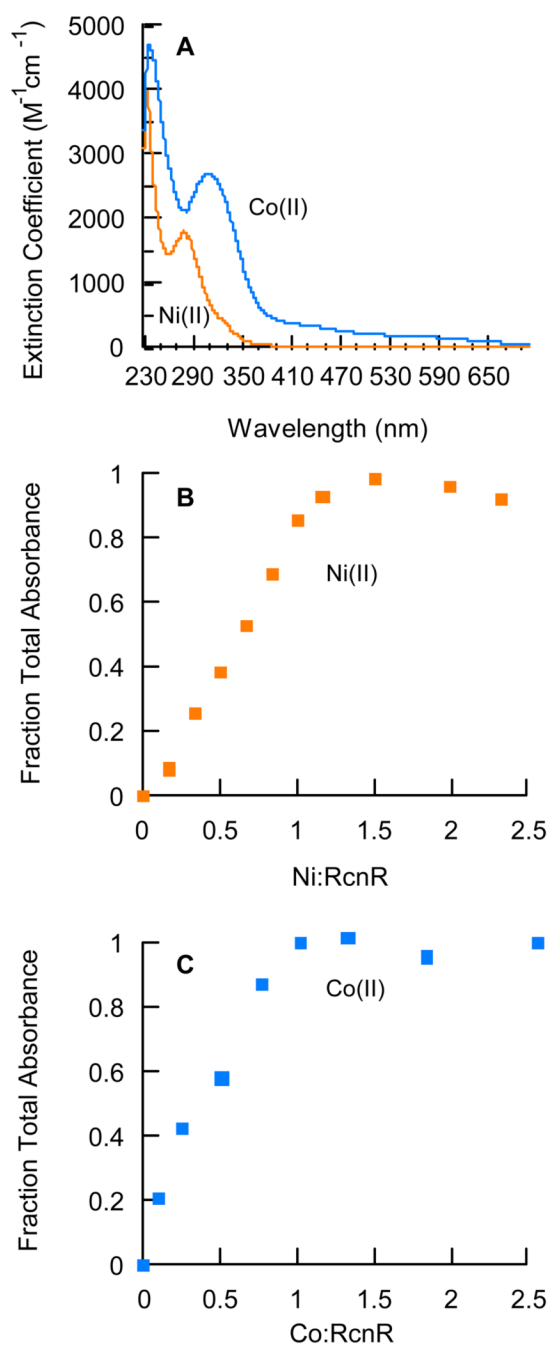 A
Extinction Coefficient (M⁻¹cm⁻¹)
5000
4000
3000
2000
1000
0
Co(II)
Ni(II)
230 290 350 410 470 530 590 650
Wavelength (nm)
B
Fraction Total Absorbance
1
0.8
0.6
0.4
0.2
0
Ni(II)
0 0.5 1 1.5 2 2.5
Ni:RcnR
C
Fraction Total Absorbance
1
0.8
0.6
0.4
0.2
0
Co(II)
0 0.5 1 1.5 2 2.5
Co:RcnR